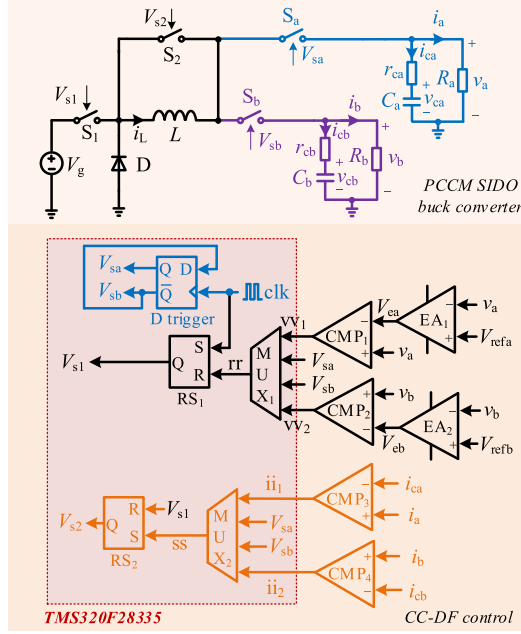 Vs2
S2
Sa
Vsa
ia
ica
+
rca
Ra
va
Ca
+
vca
−
Vs1
S1
iL
L
Sb
Vsb
ib
icb
+
rcb
Rb
vb
Cb
+
vcb
−
Vg
D
PCCM SIDO
buck converter
Vsa
Q D
Vsb
Q̅
clk
D trigger
Vs1
S
Q
R
RS1
rr
M
U
X1
vv1
Vsa
Vsb
vv2
CMP1
−
+
Vea
va
EA1
−
+
va
Vrefa
CMP2
+
−
vb
Veb
EA2
−
+
vb
Vrefb
Vs2
R
Q
S
RS2
Vs1
ss
M
U
X2
ii1
Vsa
Vsb
ii2
CMP3
−
+
ica
ia
CMP4
+
−
ib
icb
TMS320F28335
CC-DF control